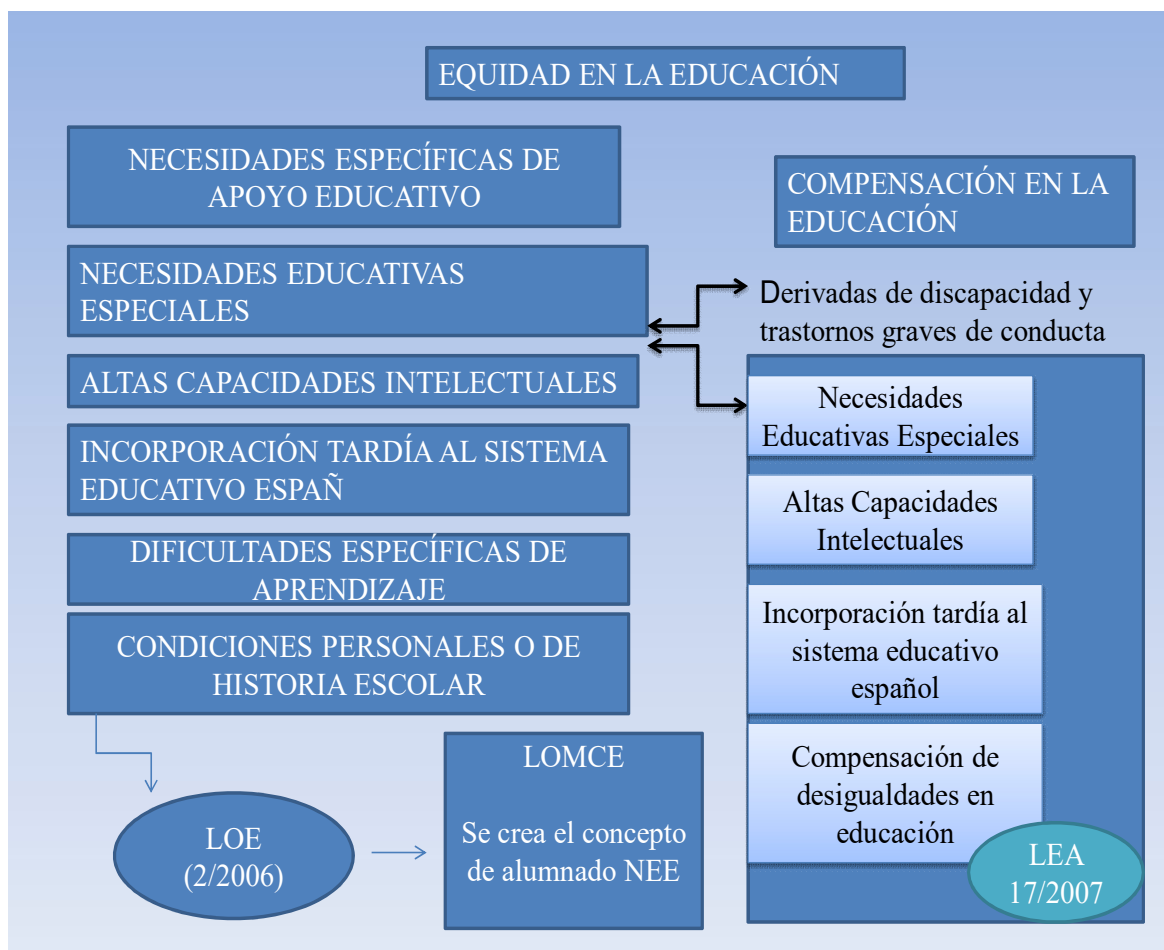 EQUIDAD EN LA EDUCACIÓN
NECESIDADES ESPECÍFICAS DE
APOYO EDUCATIVO
NECESIDADES EDUCATIVAS
ESPECIALES
ALTAS CAPACIDADES INTELECTUALES
INCORPORACIÓN TARDÍA AL SISTEMA
EDUCATIVO ESPAÑ
DIFICULTADES ESPECÍFICAS DE
APRENDIZAJE
CONDICIONES PERSONALES O DE
HISTORIA ESCOLAR
LOE
(2/2006)
LOMCE
Se crea el concepto
de alumnado NEE
COMPENSACIÓN EN LA
EDUCACIÓN
Derivadas de discapacidad y
trastornos graves de conducta
Necesidades
Educativas Especiales
Altas Capacidades
Intelectuales
Incorporación tardía al
sistema educativo
español
Compensación de
desigualdades en
educación
LEA
17/2007